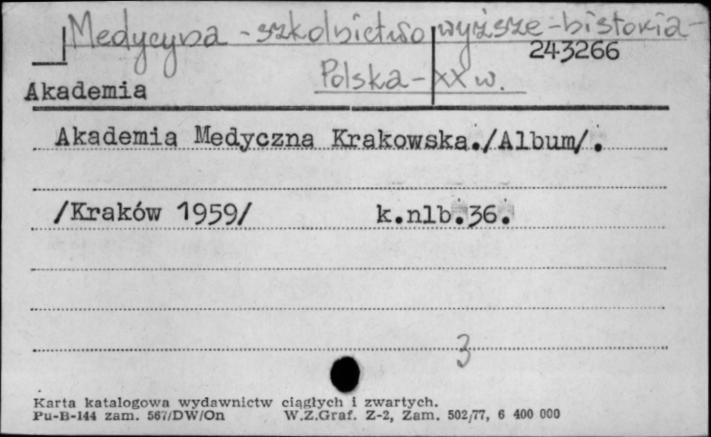 Medycyna - szkolnictwo wyższe - historia -
243266
Polska - XX w.
Akademia
Akademia Medyczna Krakowska./Album/.
/Kraków 1959/ k.nlb.36.
3
Karta katalogowa wydawnictw ciągłych i zwartych.
Pu-B-144 zam. 567/DW/On W.Z.Graf. Z-2, Zam. 502/77, 6 400 000